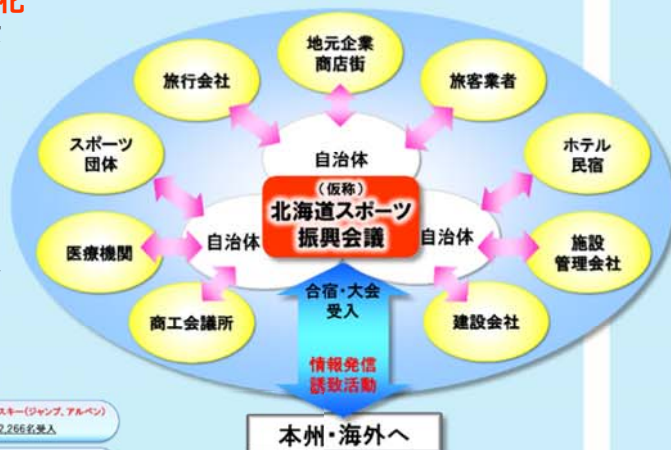 化
地元企業
商店街
旅行会社
旅客業者
スポーツ
団体
自治体
ホテル
民宿
(仮称)
北海道スポーツ
振興会議
医療機関
自治体
自治体
施設
管理会社
商工会議所
合宿・大会
受入
建設会社
情報発信
誘致活動
スキー(ジャンプ、アルペン)
2,266名受入
本州・海外へ